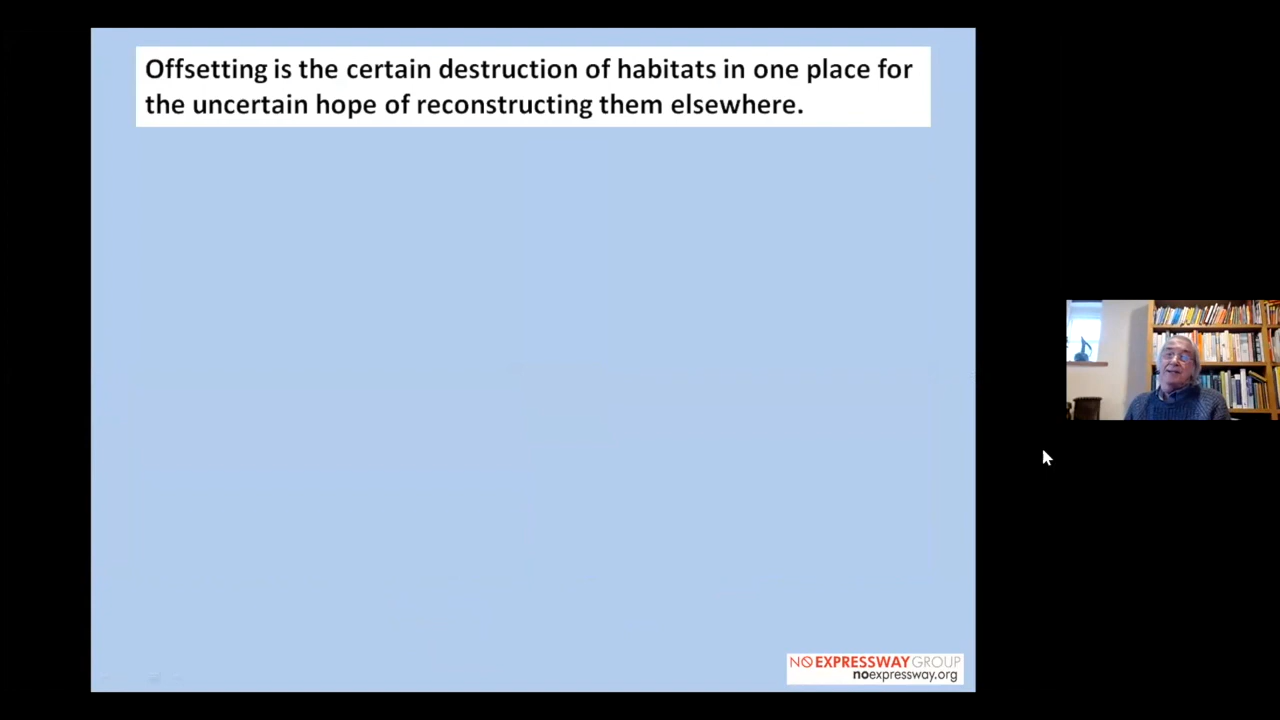 Offsetting is the certain destruction of habitats in one place for
the uncertain hope of reconstructing them elsewhere.
NO EXPRESSWAY GROUP
noexpressway.org